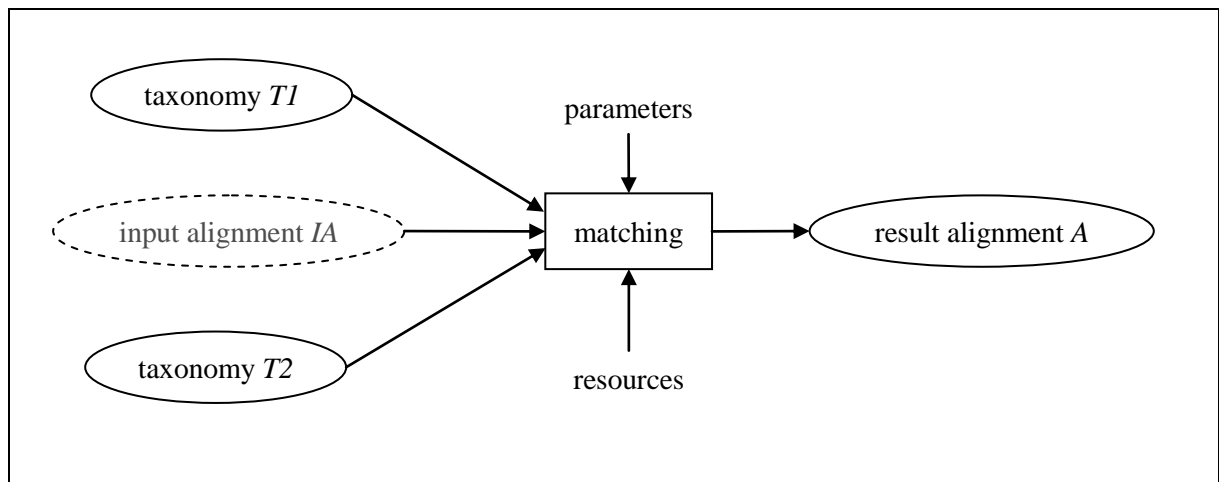 taxonomy T1
parameters
input alignment IA
matching
result alignment A
taxonomy T2
resources